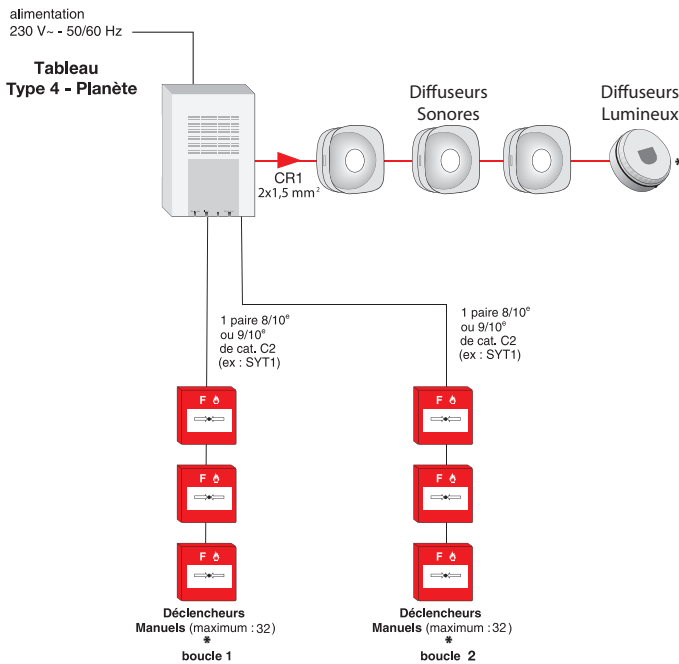 alimentation
230 V~ - 50/60 Hz
Tableau
Type 4 - Planète
Diffuseurs
Sonores
Diffuseurs
Lumineux
*
CR1
2x1,5 mm²
1 paire 8/10e
ou 9/10e
de cat. C2
(ex : SYT1)
1 paire 8/10e
ou 9/10e
de cat. C2
(ex : SYT1)
F
F
F
F
F
F
Déclencheurs
Manuels (maximum : 32)
*
boucle 1
Déclencheurs
Manuels (maximum : 32)
*
boucle 2